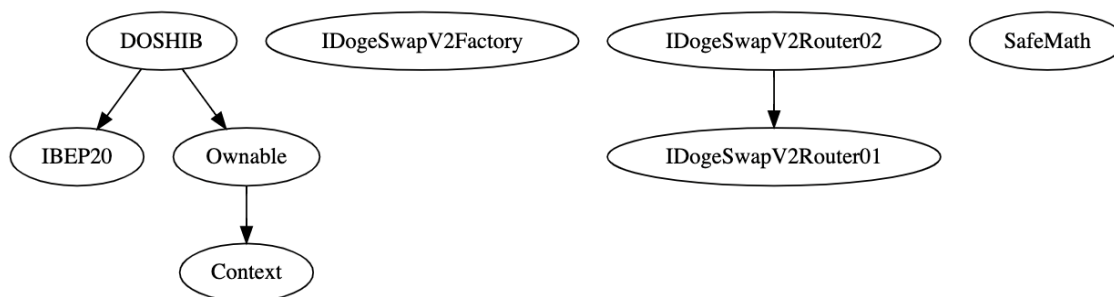 DOSHIB
IDogeSwapV2Factory
IDogeSwapV2Router02
SafeMath
IBEP20
Ownable
IDogeSwapV2Router01
Context